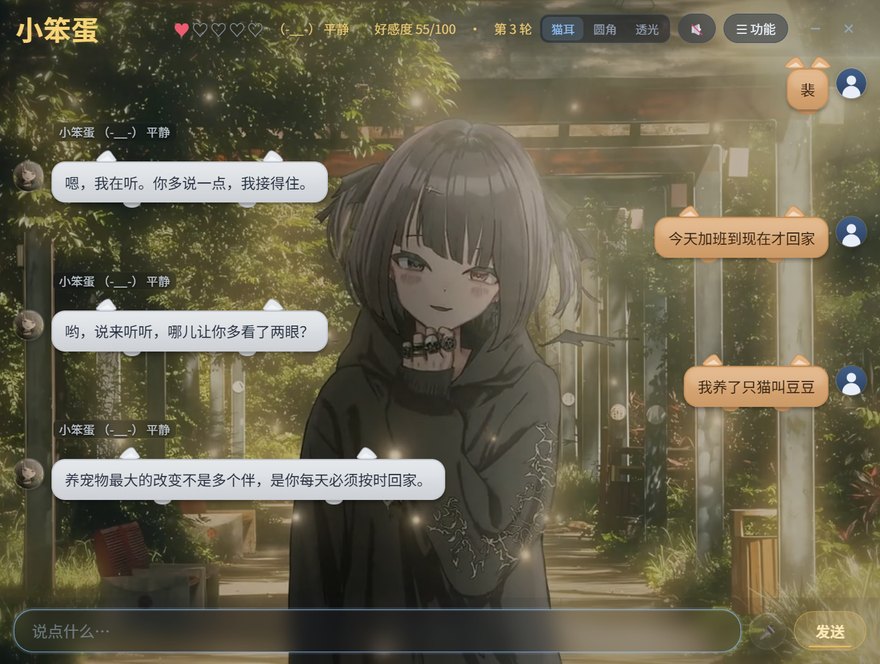 小笨蛋
(-__-) 平静
好感度 55/100
·
第 3 轮
猫耳
圆角
透光
功能
裴
小笨蛋 (-__-) 平静
嗯，我在听。你多说一点，我接得住。
今天加班到现在才回家
小笨蛋 (-__-) 平静
哟，说来听听，哪儿让你多看了两眼？
我养了只猫叫豆豆
小笨蛋 (-__-) 平静
养宠物最大的改变不是多个伴，是你每天必须按时回家。
说点什么…
发送